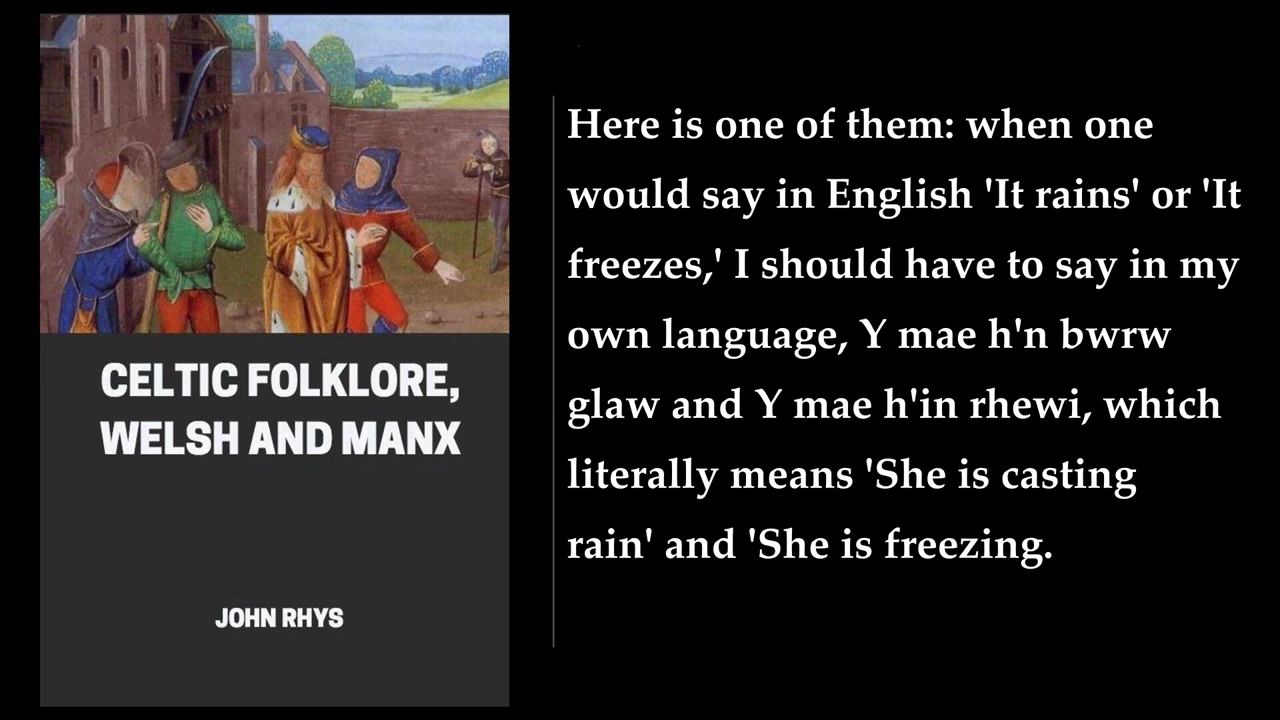 CELTIC FOLKLORE,
WELSH AND MANX
JOHN RHYS
Here is one of them: when one
would say in English 'It rains' or 'It
freezes,' I should have to say in my
own language, Y mae h'n bwrw
glaw and Y mae h'in rhewi, which
literally means 'She is casting
rain' and 'She is freezing.